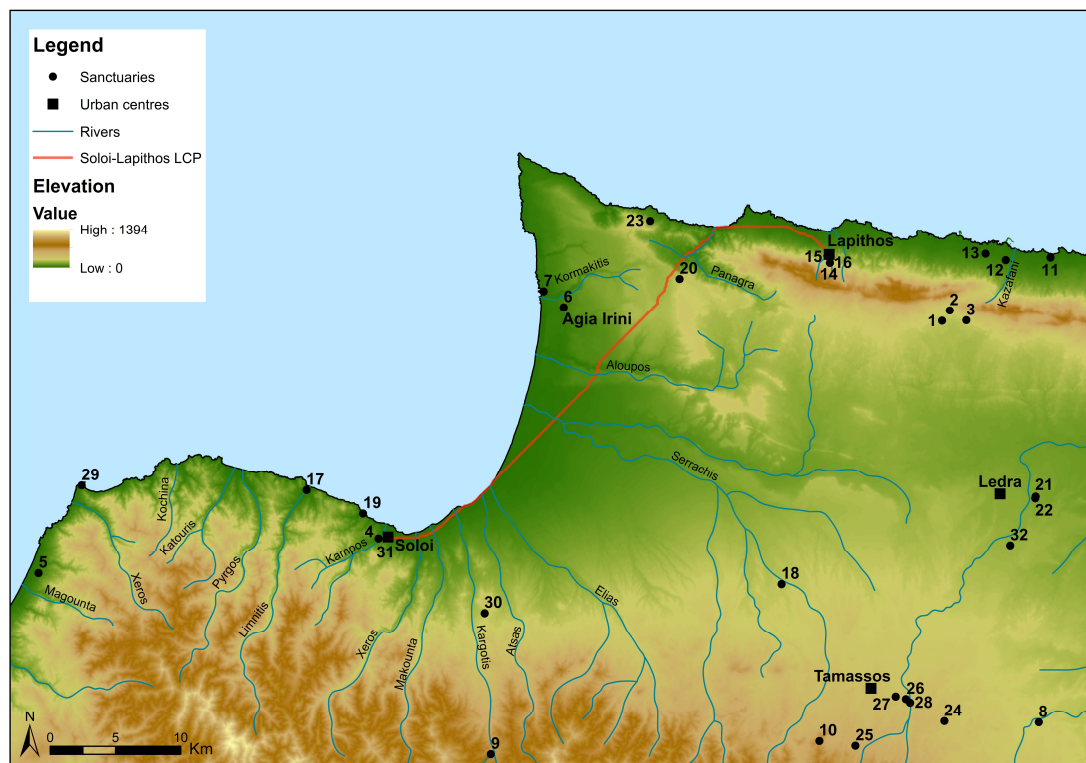 Legend
Sanctuaries
Urban centres
Rivers
Soloi-Lapithos LCP
Elevation
Value
High : 1394
Low : 0
23
Lapithos
15
16
14
13
12
11
Kazafani
Kormakitis
20
Panagra
7
6
Agia Irini
2
1
3
Aloupos
Serrachis
Ledra
21
22
32
29
Kochina
17
19
Katouris
4
31
Soloi
Karnpos
5
Magounta
Xeros
Pyrgos
Limnitis
Xeros
Makounta
30
Kargotis
Atsas
Elias
18
Tamassos
26
27
28
24
8
10
25
9
N
0 5 10
Km